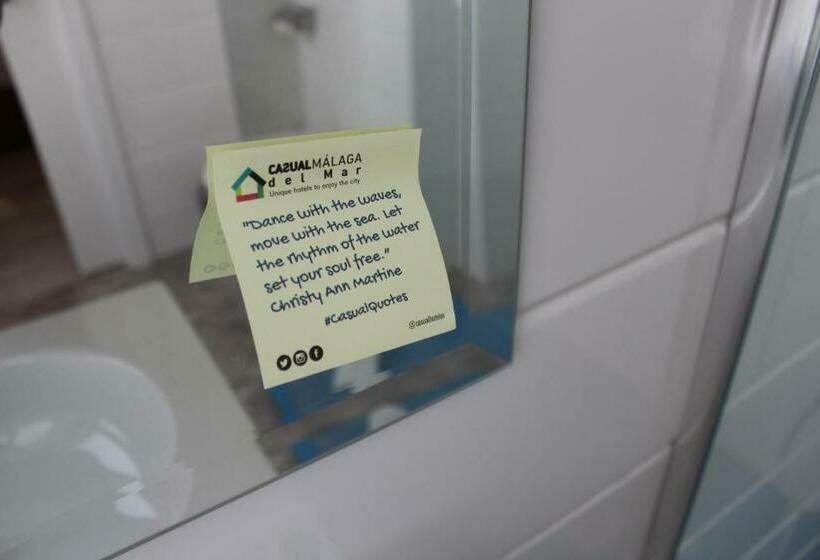 CASUALMÁLAGA
del Mar
Unique hotels to enjoy the city
"Dance with the waves,
move with the sea. Let
the rhythm of the water
set your soul free."
Christy Ann Martine
#CasualQuotes
@casualhoteles